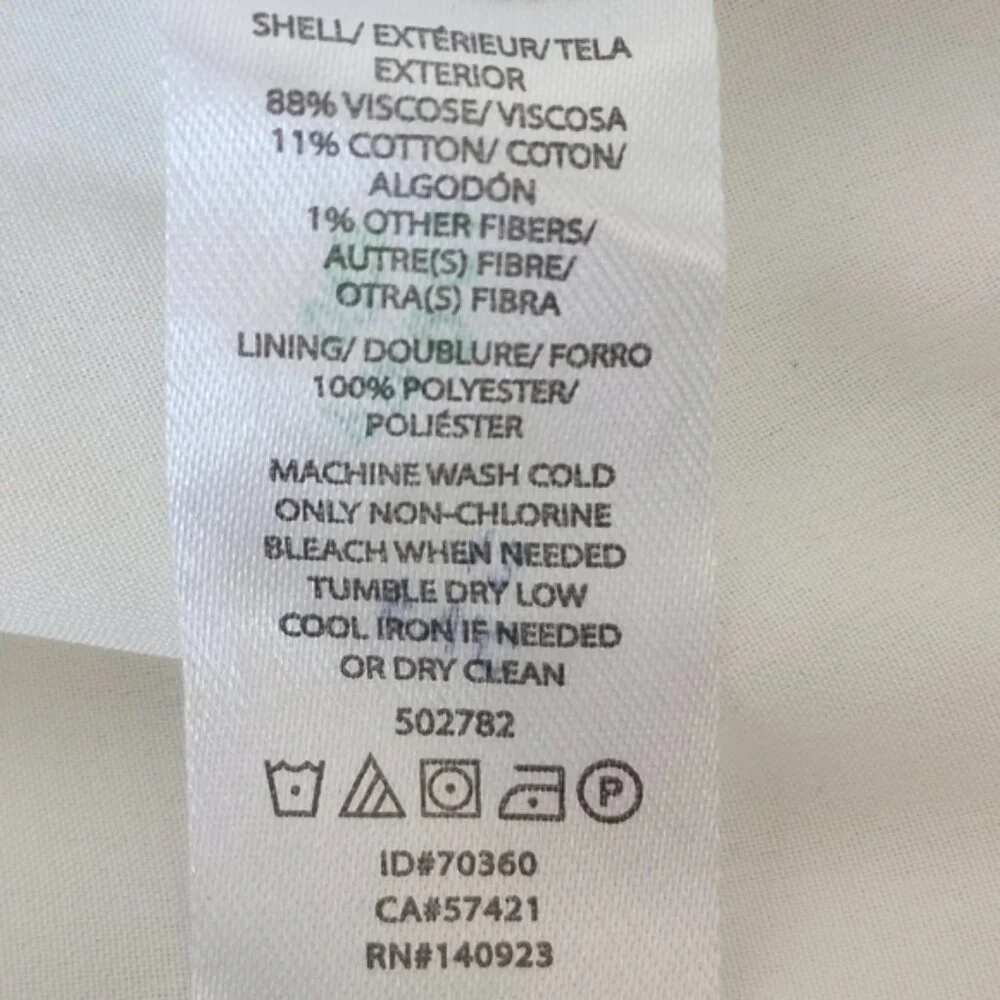 SHELL/ EXTÉRIEUR/ TELA
EXTERIOR
88% VISCOSE/ VISCOSA
11% COTTON/ COTON/
ALGODÓN
1% OTHER FIBERS/
AUTRE(S) FIBRE/
OTRA(S) FIBRA
LINING/ DOUBLURE/ FORRO
100% POLYESTER/
POLIÉSTER
MACHINE WASH COLD
ONLY NON-CHLORINE
BLEACH WHEN NEEDED
TUMBLE DRY LOW
COOL IRON IF NEEDED
OR DRY CLEAN
502782
P
ID#70360
CA#57421
RN#140923